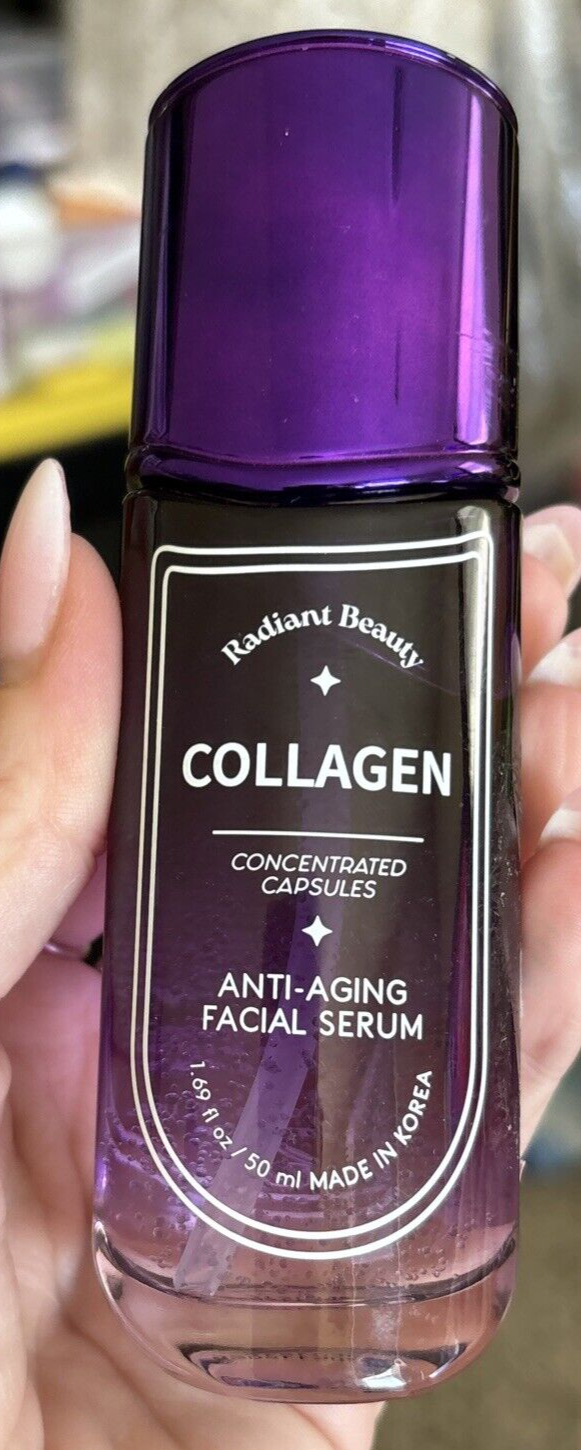 Radiant Beauty
COLLAGEN
CONCENTRATED
CAPSULES
ANTI-AGING
FACIAL SERUM
1.69 fl oz / 50 ml MADE IN KOREA